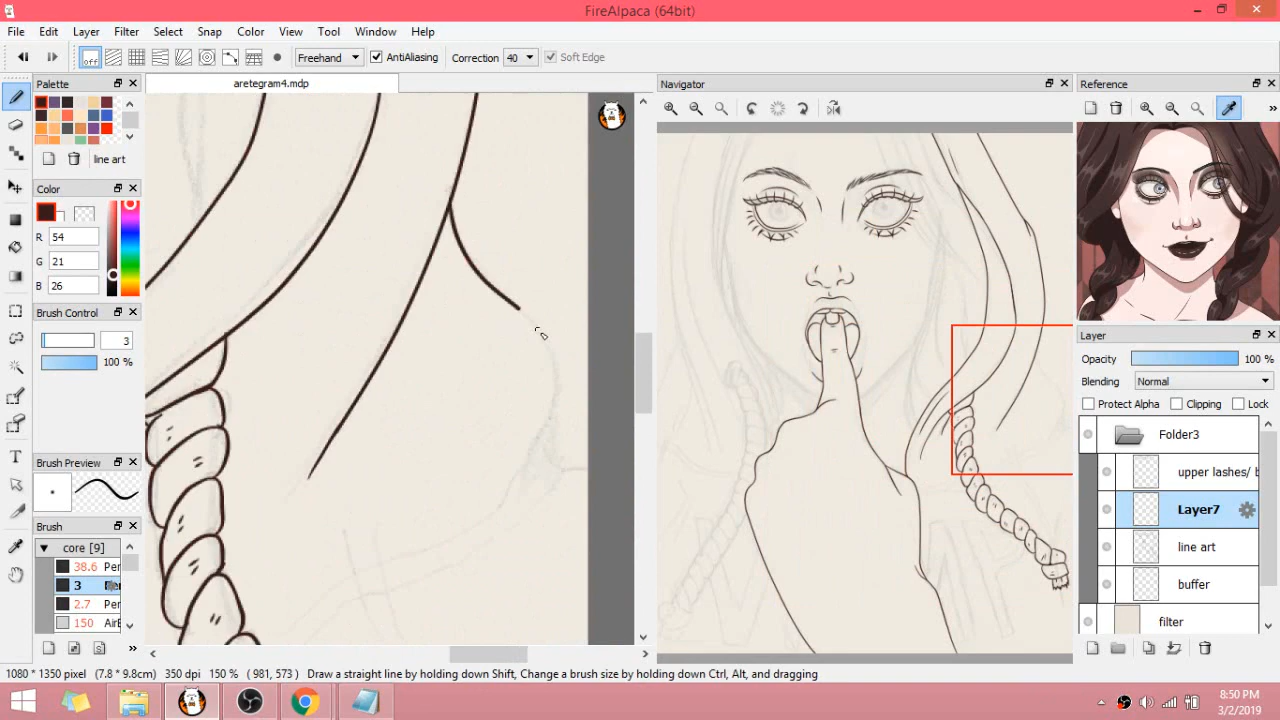 FireAlpaca (64bit)
File Edit Layer Filter Select Snap Color View Tool Window Help
off Freehand AntiAliasing Correction 40 Soft Edge
Palette
aretegram4.mdp
Navigator
Reference
line art
Color
R 54
G 21
B 26
Brush Control
3
100 %
Brush Preview
Brush
core [9]
38.6 Pen
3
2.7 Pen
150 AirB
Layer
Opacity 100 %
Blending Normal
Protect Alpha Clipping Lock
Folder3
upper lashes/ b
Layer7
line art
buffer
filter
1080 * 1350 pixel (7.8 * 9.8cm) 350 dpi 150 % ( 981, 573 ) Draw a straight line by holding down Shift, Change a brush size by holding down Ctrl, Alt, and dragging
8:50 PM
3/2/2019